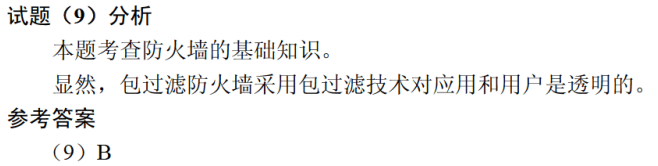 试题（9）分析
本题考查防火墙的基础知识。
显然，包过滤防火墙采用包过滤技术对应用和用户是透明的。
参考答案
（9）B